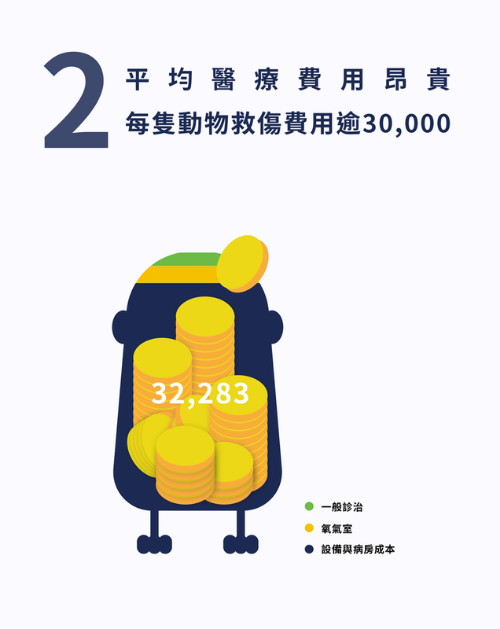 2
平均醫療費用昂貴
每隻動物救傷費用逾30,000
32,283
一般診治
氧氣室
設備與病房成本